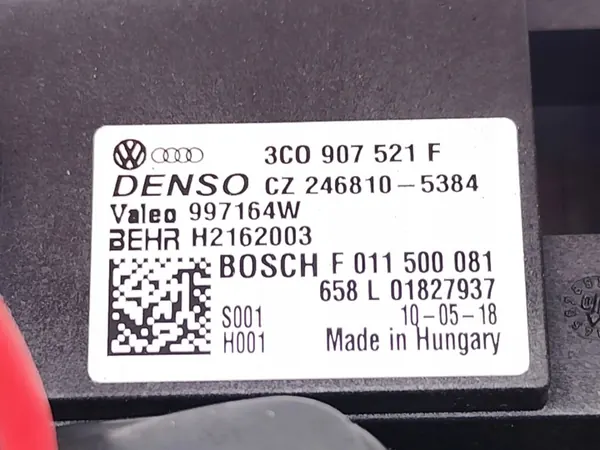 3C0 907 521 F
DENSO CZ 246810-5384
Valeo 997164W
BEHR H2162003
BOSCH F 011 500 081
658 L 01827937
S001 10-05-18
H001 Made in Hungary